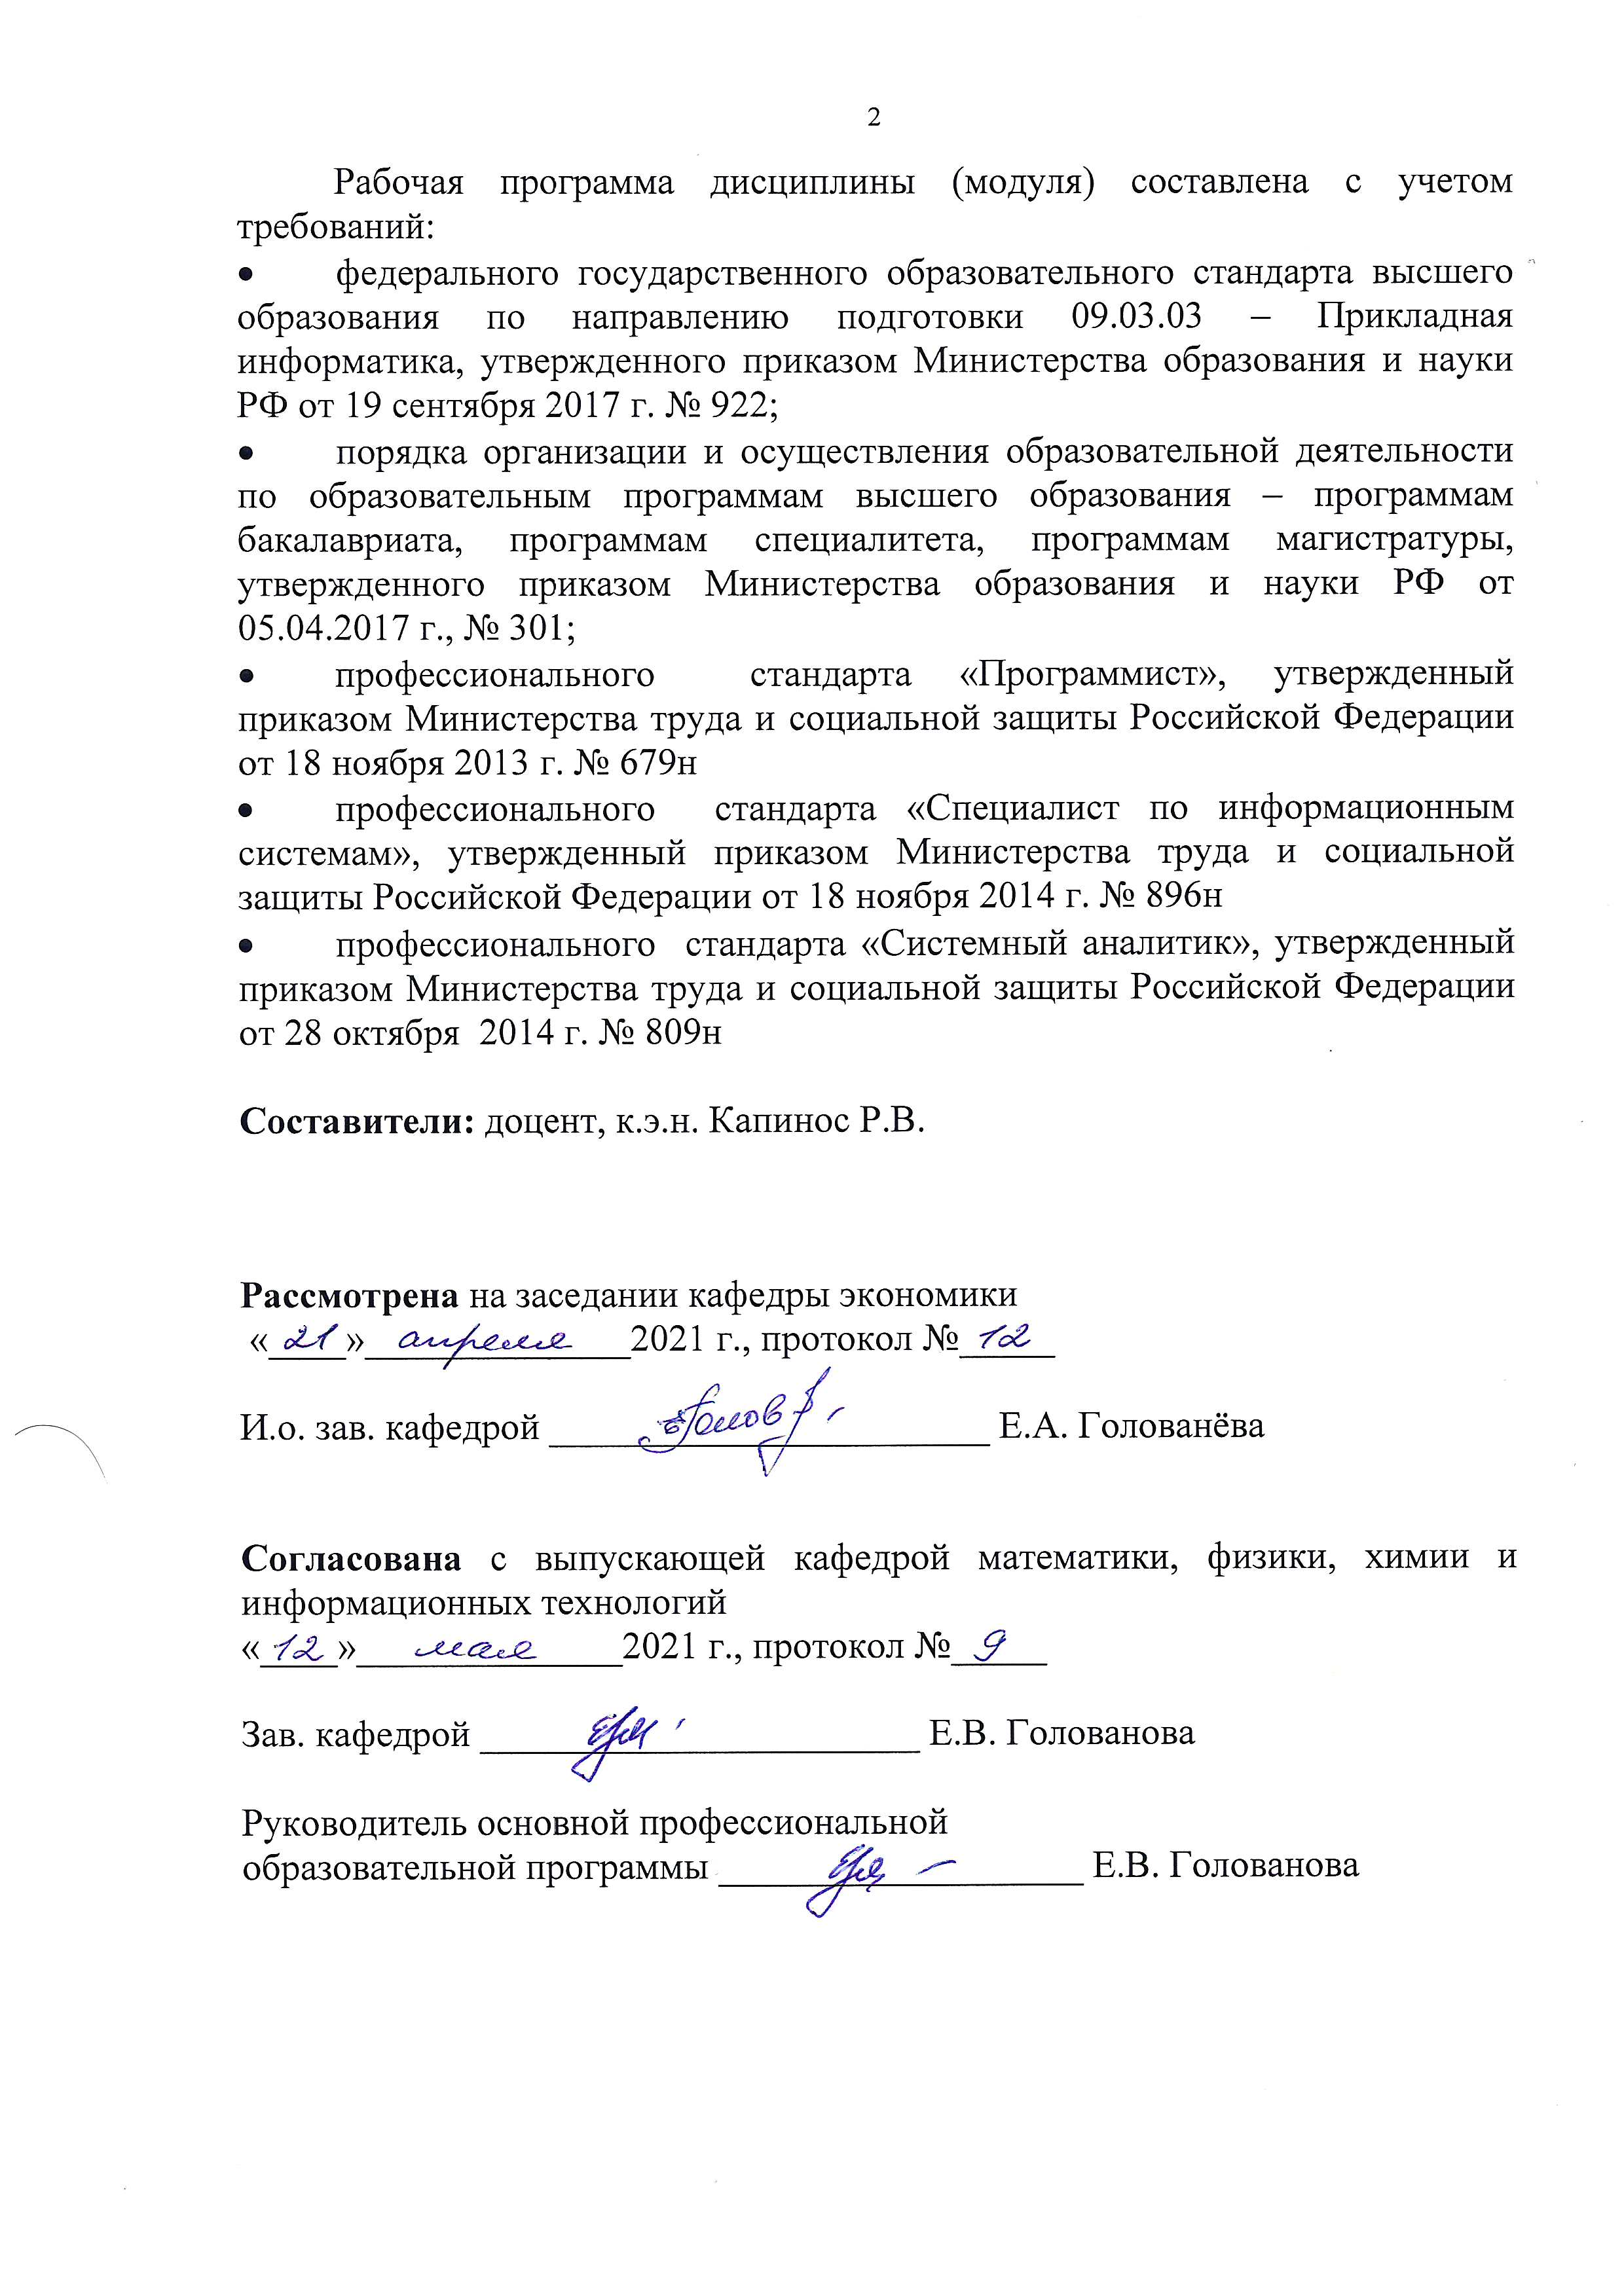 2
Рабочая программа дисциплины (модуля) составлена с учетом
требований:
• федерального государственного образовательного стандарта высшего
образования по направлению подготовки 09.03.03 – Прикладная
информатика, утвержденного приказом Министерства образования и науки
РФ от 19 сентября 2017 г. № 922;
• порядка организации и осуществления образовательной деятельности
по образовательным программам высшего образования – программам
бакалавриата, программам специалитета, программам магистратуры,
утвержденного приказом Министерства образования и науки РФ от
05.04.2017 г., № 301;
• профессионального стандарта «Программист», утвержденный
приказом Министерства труда и социальной защиты Российской Федерации
от 18 ноября 2013 г. № 679н
• профессионального стандарта «Специалист по информационным
системам», утвержденный приказом Министерства труда и социальной
защиты Российской Федерации от 18 ноября 2014 г. № 896н
• профессионального стандарта «Системный аналитик», утвержденный
приказом Министерства труда и социальной защиты Российской Федерации
от 28 октября 2014 г. № 809н
Составители: доцент, к.э.н. Капинос Р.В.
Рассмотрена на заседании кафедры экономики
«21» апреля 2021 г., протокол № 12
И.о. зав. кафедрой Е.А. Голованёва
Согласована с выпускающей кафедрой математики, физики, химии и
информационных технологий
«12» мая 2021 г., протокол № 9
Зав. кафедрой Е.В. Голованова
Руководитель основной профессиональной
образовательной программы Е.В. Голованова